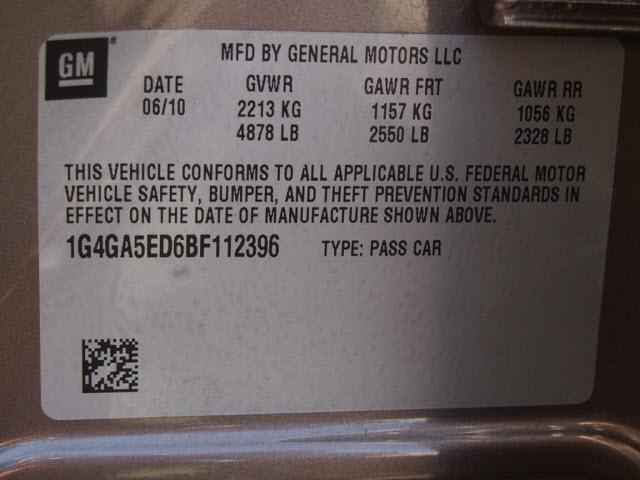 GM®
MFD BY GENERAL MOTORS LLC
DATE GVWR GAWR FRT GAWR RR
06/10 2213 KG 1157 KG 1056 KG
4878 LB 2550 LB 2328 LB
THIS VEHICLE CONFORMS TO ALL APPLICABLE U.S. FEDERAL MOTOR
VEHICLE SAFETY, BUMPER, AND THEFT PREVENTION STANDARDS IN
EFFECT ON THE DATE OF MANUFACTURE SHOWN ABOVE.
1G4GA5ED6BF112396 TYPE: PASS CAR